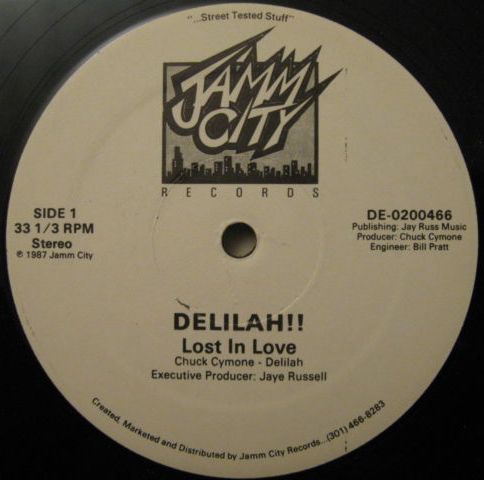 "...Street Tested Stuff"
JAMM
CITY
RECORDS
SIDE 1
33 1/3 RPM
Stereo
℗ 1987 Jamm City
DE-0200466
Publishing: Jay Russ Music
Producer: Chuck Cymone
Engineer: Bill Pratt
DELILAH!!
Lost In Love
Chuck Cymone - Delilah
Executive Producer: Jaye Russell
Created, Marketed and Distributed by Jamm City Records...(301) 466-8283